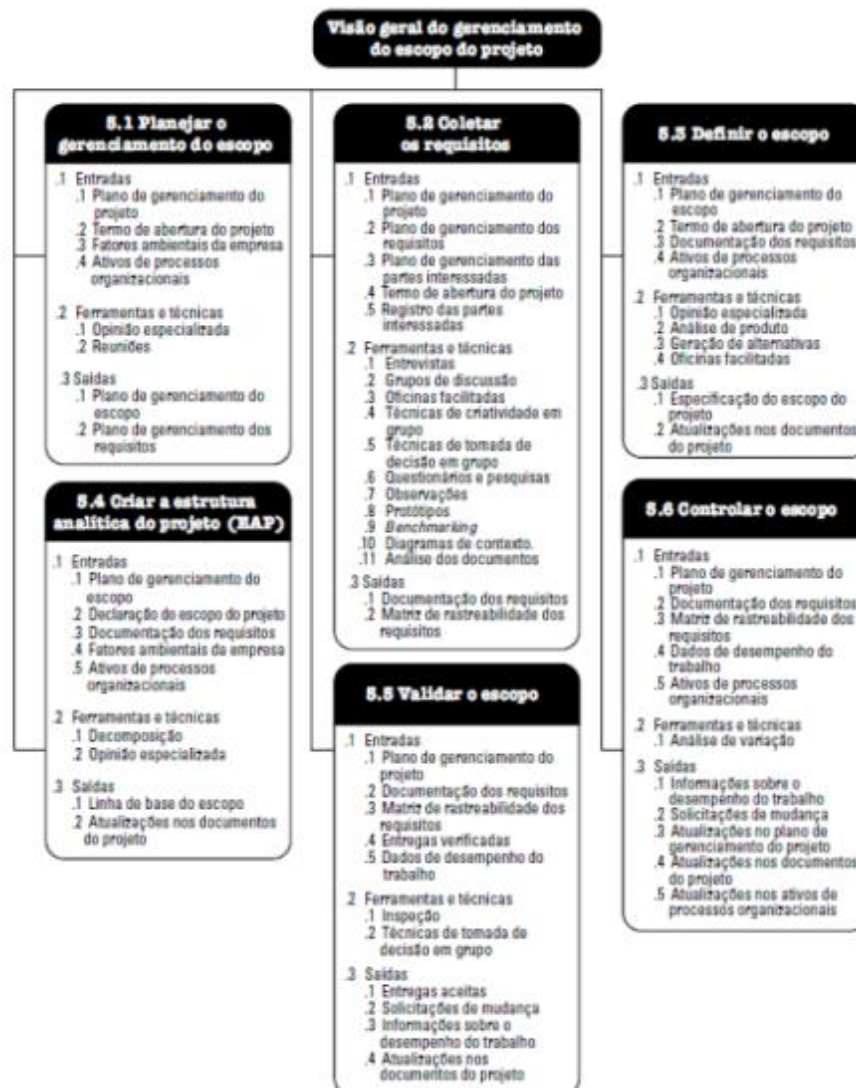 Visão geral do gerenciamento
do escopo do projeto
5.1 Planejar o
gerenciamento do escopo
.1 Entradas
.1 Plano de gerenciamento do
projeto
.2 Termo de abertura do projeto
.3 Fatores ambientais da empresa
.4 Ativos de processos
organizacionais
.2 Ferramentas e técnicas
.1 Opinião especializada
.2 Reuniões
.3 Saídas
.1 Plano de gerenciamento do
escopo
.2 Plano de gerenciamento dos
requisitos
5.2 Coletar
os requisitos
.1 Entradas
.1 Plano de gerenciamento do
projeto
.2 Plano de gerenciamento dos
requisitos
.3 Plano de gerenciamento das
partes interessadas
.4 Termo de abertura do projeto
.5 Registro das partes
interessadas
.2 Ferramentas e técnicas
.1 Entrevistas
.2 Grupos de discussão
.3 Oficinas facilitadas
.4 Técnicas de criatividade em
grupo
.5 Técnicas de tomada de
decisão em grupo
.6 Questionários e pesquisas
.7 Observações
.8 Protótipos
.9 Benchmarking
.10 Diagramas de contexto.
.11 Análise dos documentos
.3 Saídas
.1 Documentação dos requisitos
.2 Matriz de rastreabilidade dos
requisitos
5.3 Definir o escopo
.1 Entradas
.1 Plano de gerenciamento do
escopo
.2 Termo de abertura do projeto
.3 Documentação dos requisitos
.4 Ativos de processos
organizacionais
.2 Ferramentas e técnicas
.1 Opinião especializada
.2 Análise de produto
.3 Geração de alternativas
.4 Oficinas facilitadas
.3 Saídas
.1 Especificação do escopo do
projeto
.2 Atualizações nos documentos
do projeto
5.4 Criar a estrutura
analítica do projeto (EAP)
.1 Entradas
.1 Plano de gerenciamento do
escopo
.2 Declaração do escopo do projeto
.3 Documentação dos requisitos
.4 Fatores ambientais da empresa
.5 Ativos de processos
organizacionais
.2 Ferramentas e técnicas
.1 Decomposição
.2 Opinião especializada
.3 Saídas
.1 Linha de base do escopo
.2 Atualizações nos documentos
do projeto
5.5 Validar o escopo
.1 Entradas
.1 Plano de gerenciamento do
projeto
.2 Documentação dos requisitos
.3 Matriz de rastreabilidade dos
requisitos
.4 Entregas verificadas
.5 Dados de desempenho do
trabalho
.2 Ferramentas e técnicas
.1 Inspeção
.2 Técnicas de tomada de
decisão em grupo
.3 Saídas
.1 Entregas aceitas
.2 Solicitações de mudança
.3 Informações sobre o
desempenho do trabalho
.4 Atualizações nos
documentos do projeto
5.6 Controlar o escopo
.1 Entradas
.1 Plano de gerenciamento do
projeto
.2 Documentação dos requisitos
.3 Matriz de rastreabilidade dos
requisitos
.4 Dados de desempenho do
trabalho
.5 Ativos de processos
organizacionais
.2 Ferramentas e técnicas
.1 Análise de variação
.3 Saídas
.1 Informações sobre o
desempenho do trabalho
.2 Solicitações de mudança
.3 Atualizações no plano de
gerenciamento do projeto
.4 Atualizações nos documentos
do projeto
.5 Atualizações nos ativos de
processos organizacionais